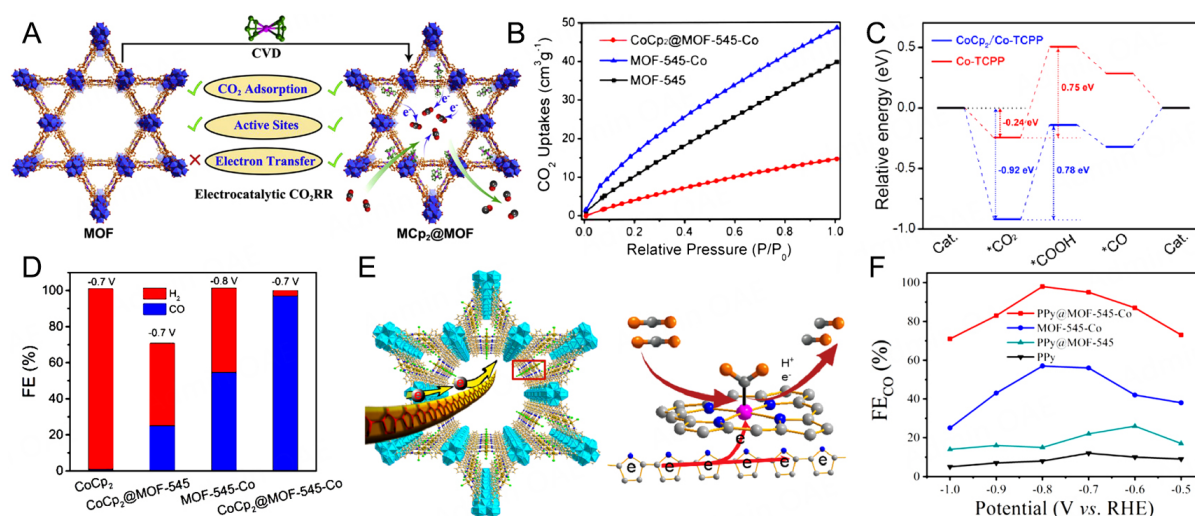 A
CVD
CO₂ Adsorption
Active Sites
Electron Transfer
Electrocatalytic CO₂RR
MOF
MCp₂@MOF
e⁻
e⁻
e⁻
e⁻
B
CO₂ Uptakes (cm³ g⁻¹)
50
40
30
20
10
0
CoCp₂@MOF-545-Co
MOF-545-Co
MOF-545
0.0 0.2 0.4 0.6 0.8 1.0
Relative Pressure (P/P₀)
C
Relative energy (eV)
0.5
0.0
-0.5
-1.0
CoCp₂/Co-TCPP
Co-TCPP
0.75 eV
-0.24 eV
-0.92 eV
0.78 eV
Cat. *CO₂ *COOH *CO Cat.
D
FE (%)
100
80
60
40
20
0
-0.7 V
-0.7 V
-0.8 V
-0.7 V
H₂
CO
CoCp₂
CoCp₂@MOF-545
MOF-545-Co
CoCp₂@MOF-545-Co
E
H⁺
e⁻
e
e e e e e e
F
FE_CO (%)
100
80
60
40
20
0
PPy@MOF-545-Co
MOF-545-Co
PPy@MOF-545
PPy
-1.0 -0.9 -0.8 -0.7 -0.6 -0.5
Potential (V vs. RHE)